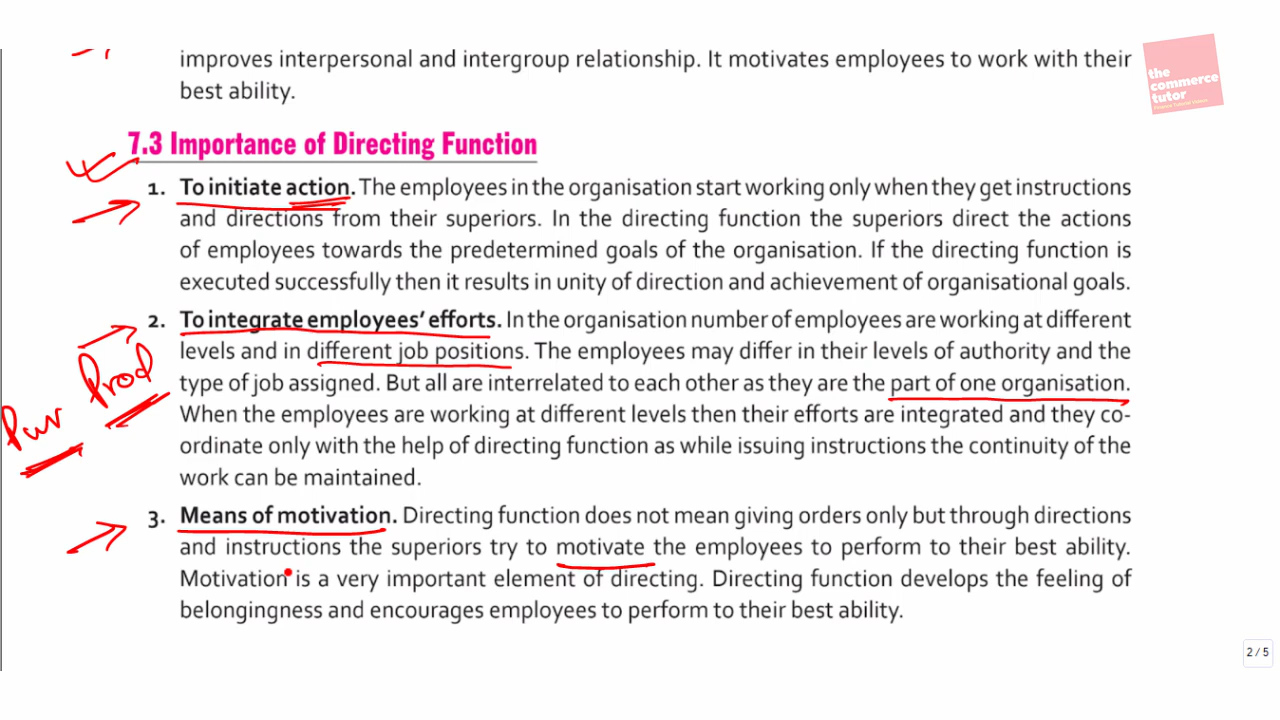 improves interpersonal and intergroup relationship. It motivates employees to work with their
best ability.
the
commerce
tutor
7.3 Importance of Directing Function
1. To initiate action. The employees in the organisation start working only when they get instructions
and directions from their superiors. In the directing function the superiors direct the actions
of employees towards the predetermined goals of the organisation. If the directing function is
executed successfully then it results in unity of direction and achievement of organisational goals.
2. To integrate employees' efforts. In the organisation number of employees are working at different
levels and in different job positions. The employees may differ in their levels of authority and the
Prod
type of job assigned. But all are interrelated to each other as they are the part of one organisation.
Pur
When the employees are working at different levels then their efforts are integrated and they co-
ordinate only with the help of directing function as while issuing instructions the continuity of the
work can be maintained.
3. Means of motivation. Directing function does not mean giving orders only but through directions
and instructions the superiors try to motivate the employees to perform to their best ability.
Motivation is a very important element of directing. Directing function develops the feeling of
belongingness and encourages employees to perform to their best ability.
2 / 5